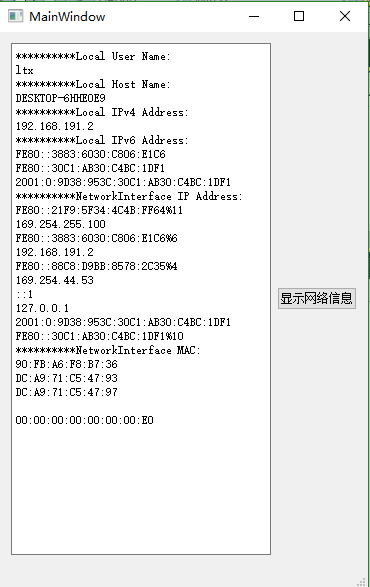 MainWindow
**********Local User Name:
ltx
**********Local Host Name:
DESKTOP-6HHEOE9
**********Local IPv4 Address:
192.168.191.2
**********Local IPv6 Address:
FE80::3883:6030:C806:E1C6
FE80::30C1:AB30:C4BC:1DF1
2001:0:9D38:953C:30C1:AB30:C4BC:1DF1
**********NetworkInterface IP Address:
FE80::21F9:5F34:4C4B:FF64%11
169.254.255.100
FE80::3883:6030:C806:E1C6%6
192.168.191.2
FE80::88C8:D9BB:8578:2C35%4
169.254.44.53
::1
127.0.0.1
2001:0:9D38:953C:30C1:AB30:C4BC:1DF1
FE80::30C1:AB30:C4BC:1DF1%10
**********NetworkInterface MAC:
90:FB:A6:F8:B7:36
DC:A9:71:C5:47:93
DC:A9:71:C5:47:97
00:00:00:00:00:00:00:E0
显示网络信息